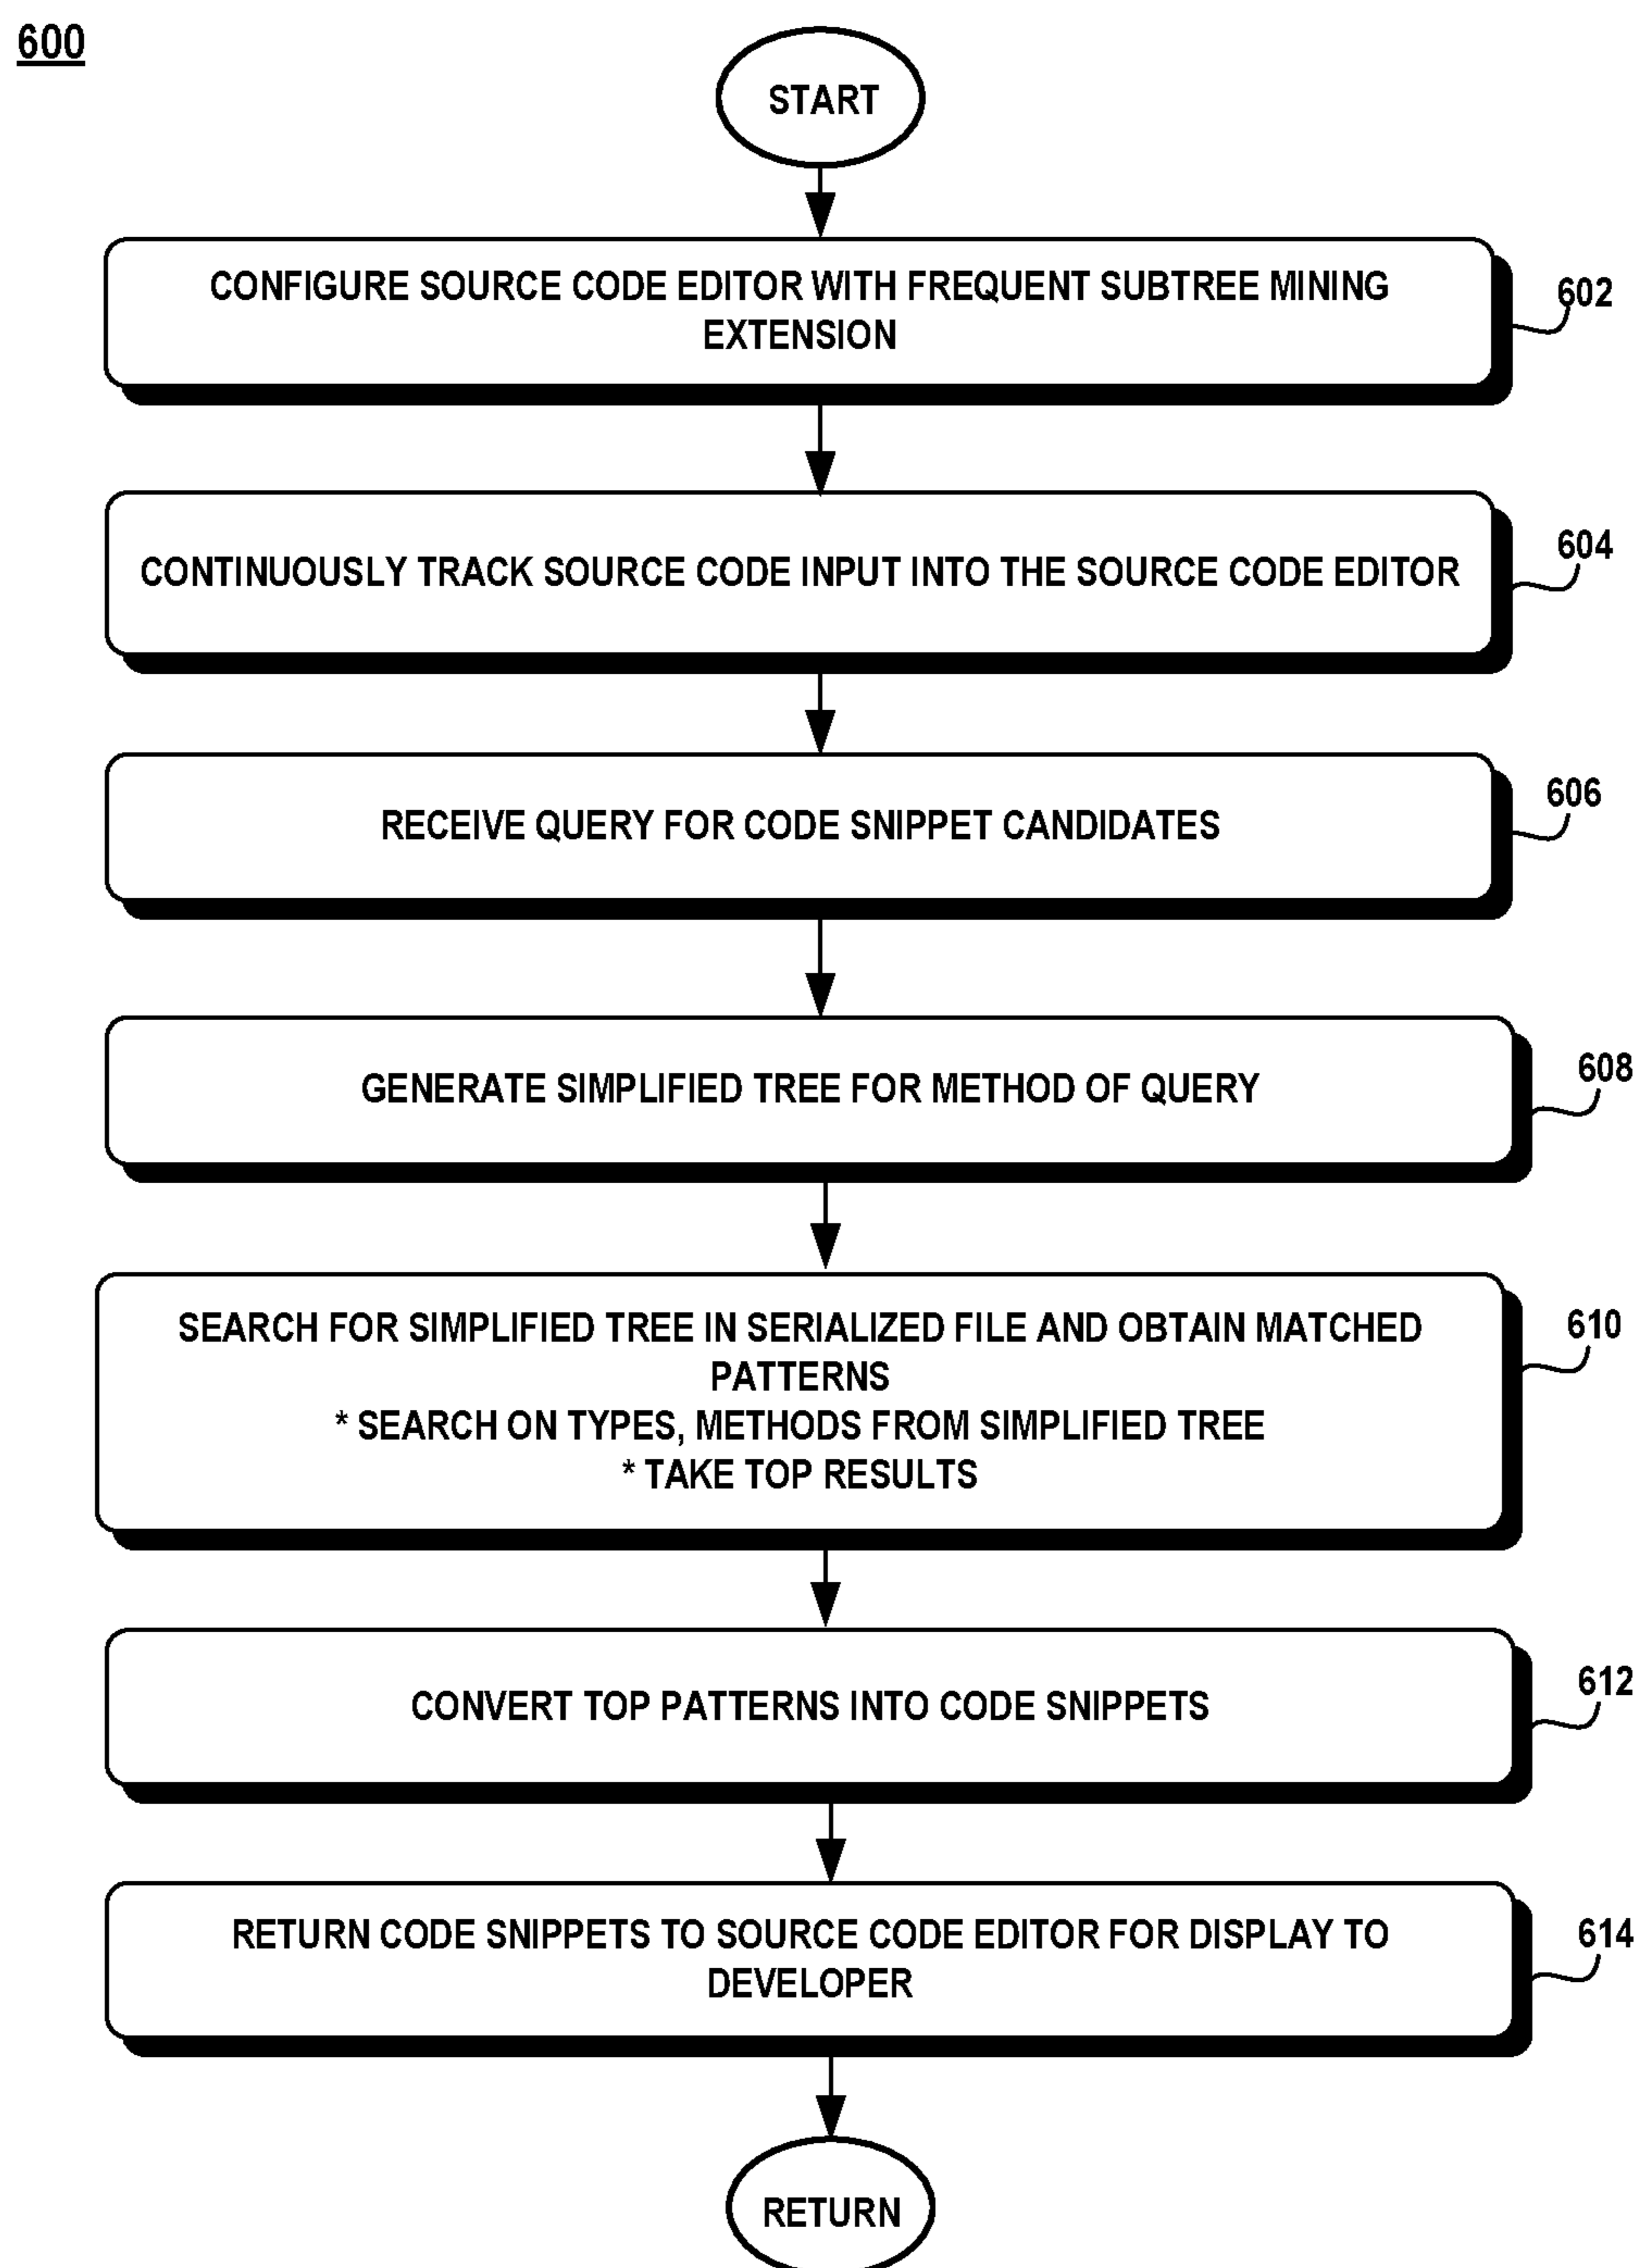 600
START
CONFIGURE SOURCE CODE EDITOR WITH FREQUENT SUBTREE MINING
EXTENSION
602
CONTINUOUSLY TRACK SOURCE CODE INPUT INTO THE SOURCE CODE EDITOR
604
RECEIVE QUERY FOR CODE SNIPPET CANDIDATES
606
GENERATE SIMPLIFIED TREE FOR METHOD OF QUERY
608
SEARCH FOR SIMPLIFIED TREE IN SERIALIZED FILE AND OBTAIN MATCHED
PATTERNS
* SEARCH ON TYPES, METHODS FROM SIMPLIFIED TREE
* TAKE TOP RESULTS
610
CONVERT TOP PATTERNS INTO CODE SNIPPETS
612
RETURN CODE SNIPPETS TO SOURCE CODE EDITOR FOR DISPLAY TO
DEVELOPER
614
RETURN